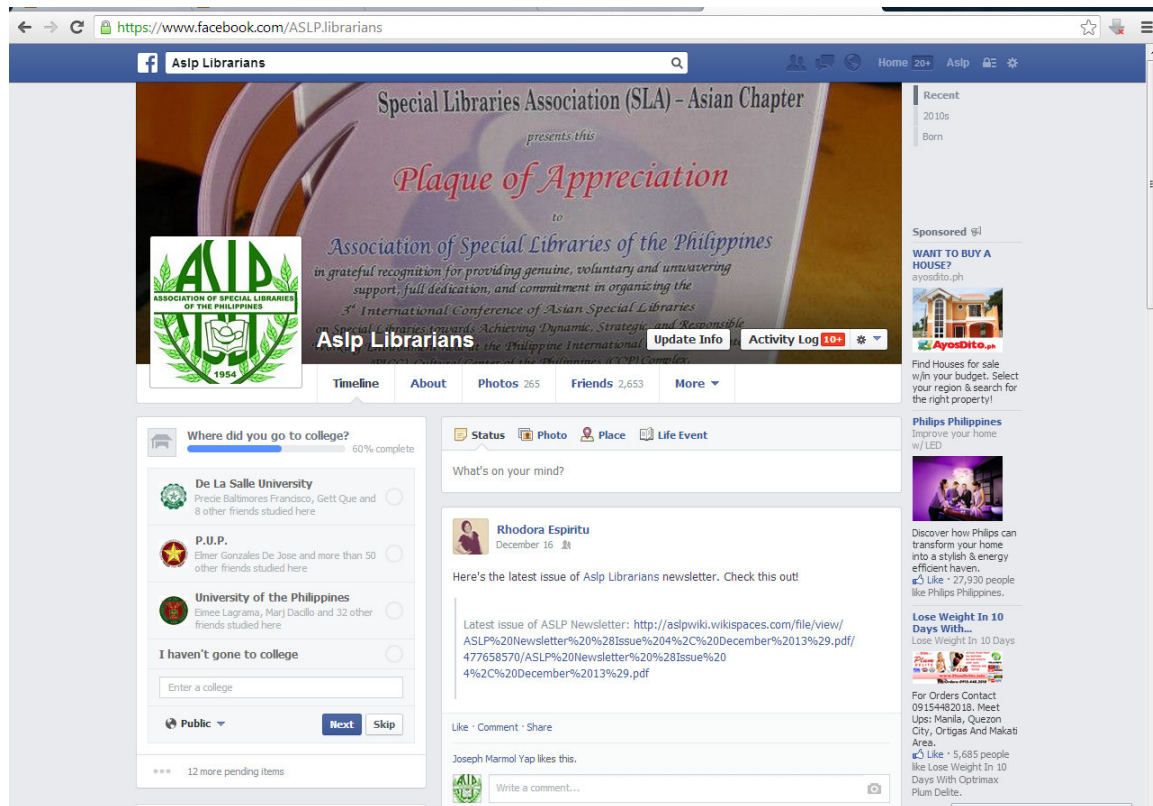 https://www.facebook.com/ASLP.librarians
Aslp Librarians
Home 20+ Aslp
Special Libraries Association (SLA) – Asian Chapter
presents this
Plaque of Appreciation
to
Association of Special Libraries of the Philippines
in grateful recognition for providing genuine, voluntary and unwavering
support, full dedication, and commitment in organizing the
3rd International Conference of Asian Special Libraries
on Special Libraries towards Achieving Dynamic, Strategic, and Responsible
the Philippine International
ASLP
ASSOCIATION OF SPECIAL LIBRARIES
OF THE PHILIPPINES
1954
Aslp Librarians
Update Info
Activity Log 10+
Timeline About Photos 265 Friends 2,653 More
Recent
2010s
Born
Where did you go to college?
60% complete
De La Salle University
Precie Baltimores Francisco, Gett Que and
8 other friends studied here
P.U.P.
Elmer Gonzales De Jose and more than 50
other friends studied here
University of the Philippines
Eimee Lagrama, Marj Dacillo and 32 other
friends studied here
I haven't gone to college
Enter a college
Public Next Skip
12 more pending items
Status Photo Place Life Event
What's on your mind?
Rhodora Espiritu
December 16
Here's the latest issue of Aslp Librarians newsletter. Check this out!
Latest issue of ASLP Newsletter: http://aslpwiki.wikispaces.com/file/view/
ASLP%20Newsletter%20%28Issue%204%2C%20December%2013%29.pdf/
477658570/ASLP%20Newsletter%20%28Issue%20
4%2C%20December%2013%29.pdf
Like · Comment · Share
Joseph Marmol Yap likes this.
Write a comment...
Sponsored
WANT TO BUY A
HOUSE?
ayosdito.ph
AyosDito.ph
Find Houses for sale
w/in your budget. Select
your region & search for
the right property!
Philips Philippines
Improve your home
w/ LED
Discover how Philips can
transform your home
into a stylish & energy
efficient haven.
Like · 27,930 people
like Philips Philippines.
Lose Weight In 10
Days With...
Lose Weight In 10 Days
Plum
For Orders Contact
09154482018. Meet
Ups: Manila, Quezon
City, Ortigas And Makati
Area.
Like · 5,685 people
like Lose Weight In 10
Days With Optrimax
Plum Delite.